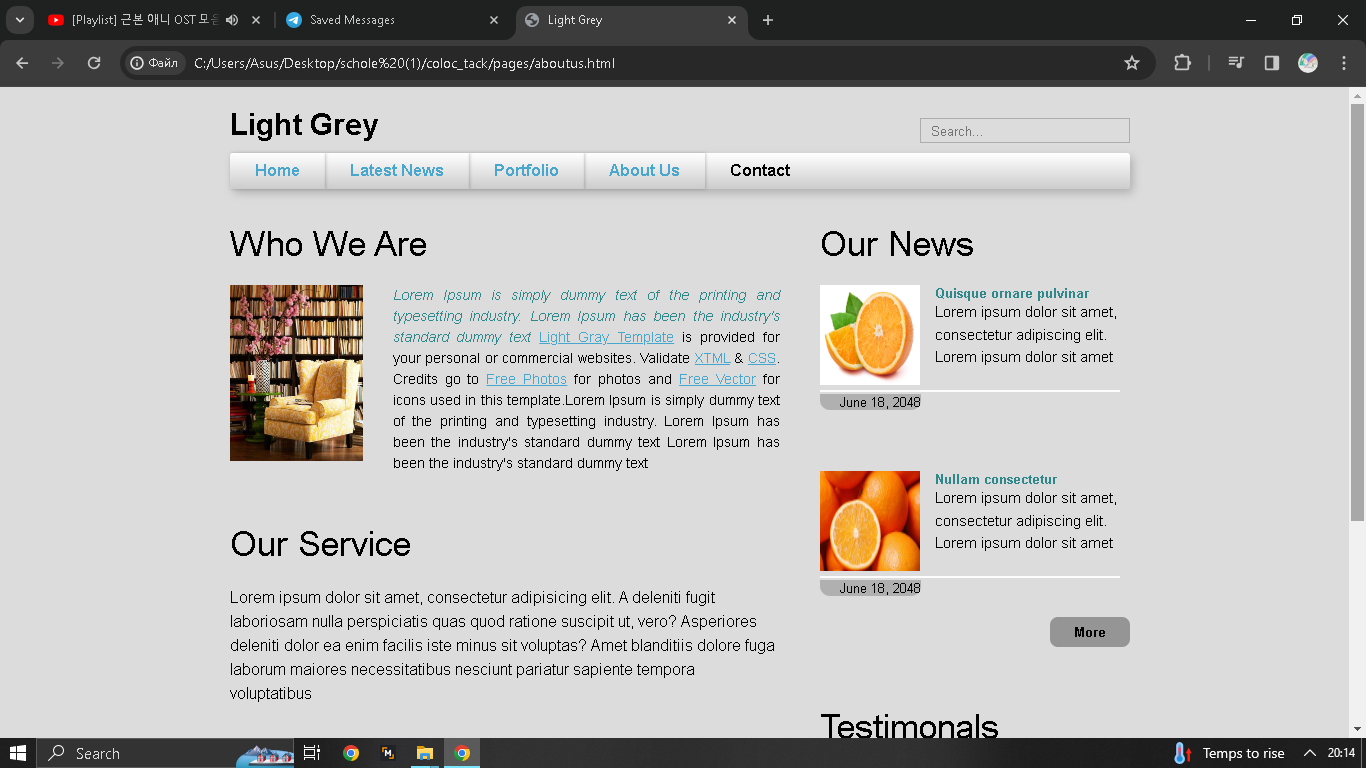 [Playlist] 근본 애니 OST 모음
Saved Messages
Light Grey
Файл
C:/Users/Asus/Desktop/schole%20(1)/coloc_tack/pages/aboutus.html
Light Grey
Search...
Home
Latest News
Portfolio
About Us
Contact
Who We Are
Lorem Ipsum is simply dummy text of the printing and
typesetting industry. Lorem Ipsum has been the industry's
standard dummy text Light Gray Template is provided for
your personal or commercial websites. Validate XTML & CSS.
Credits go to Free Photos for photos and Free Vector for
icons used in this template.Lorem Ipsum is simply dummy text
of the printing and typesetting industry. Lorem Ipsum has
been the industry's standard dummy text Lorem Ipsum has
been the industry's standard dummy text
Our Service
Lorem ipsum dolor sit amet, consectetur adipisicing elit. A deleniti fugit
laboriosam nulla perspiciatis quas quod ratione suscipit ut, vero? Asperiores
deleniti dolor ea enim facilis iste minus sit voluptas? Amet blanditiis dolore fuga
laborum maiores necessitatibus nesciunt pariatur sapiente tempora
voluptatibus
Our News
Quisque ornare pulvinar
Lorem ipsum dolor sit amet,
consectetur adipiscing elit.
Lorem ipsum dolor sit amet
June 18, 2048
Nullam consectetur
Lorem ipsum dolor sit amet,
consectetur adipiscing elit.
Lorem ipsum dolor sit amet
June 18, 2048
More
Testimonals
Search
Temps to rise
20:14